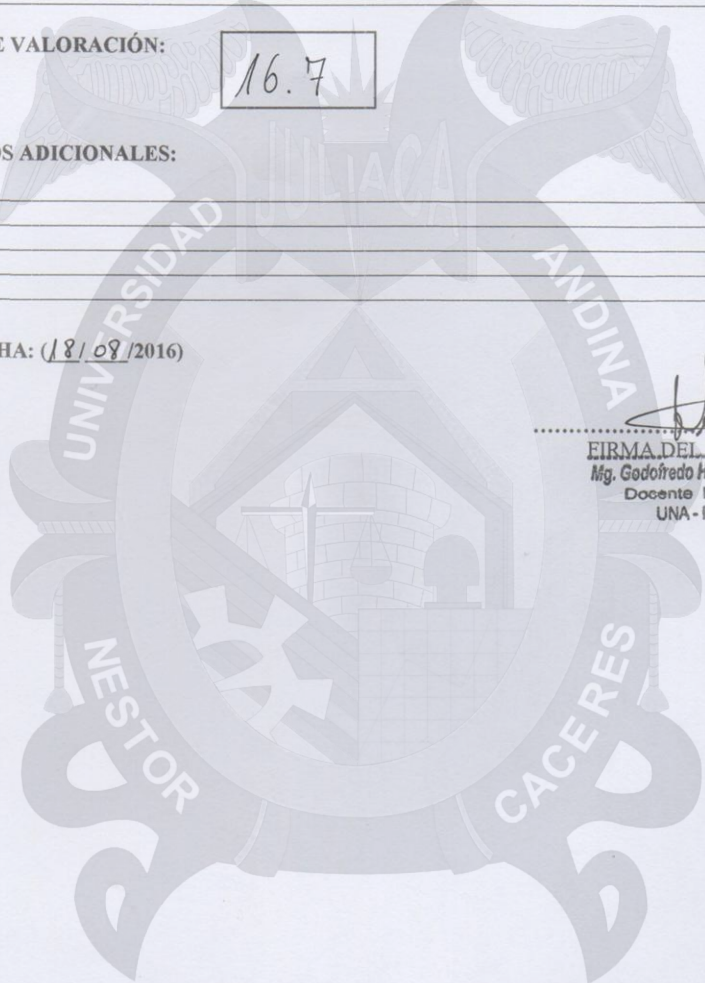 E VALORACIÓN:
16.7
OS ADICIONALES:
HA: (18/ 08 /2016)
FIRMA DEL
Mg. Godofredo H
Docente
UNA -
UNIVERSIDAD ANDINA
JULIACA
NESTOR CACERES